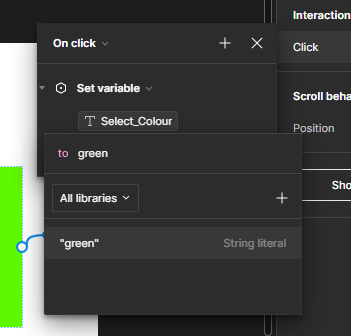 On click
Interaction
Click
Set variable
Select_Colour
Scroll beha
Position
to green
All libraries
Sho
"green" String literal